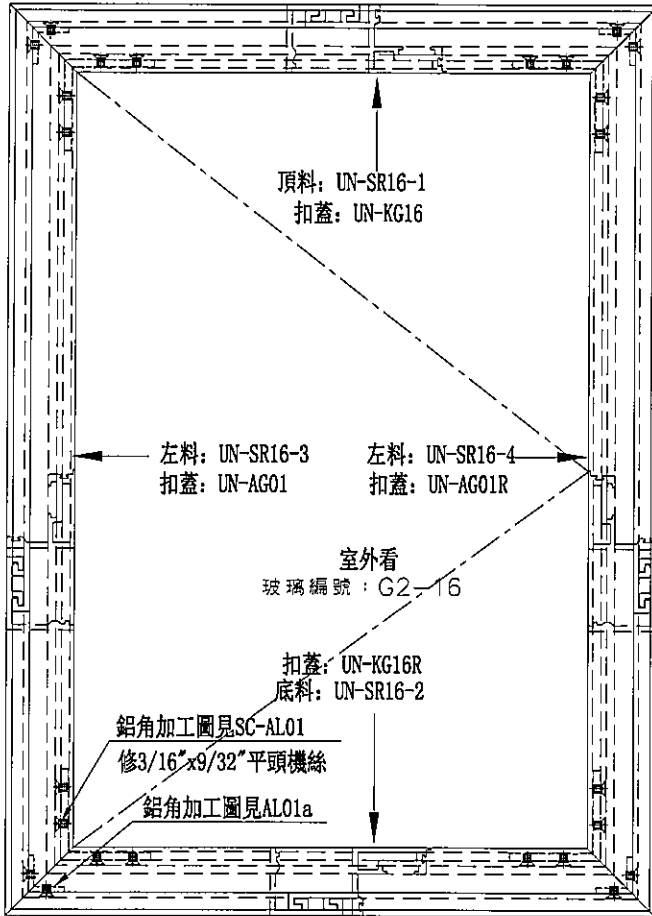 頂料: UN-SR16-1
扣蓋: UN-KG16
左料: UN-SR16-3
扣蓋: UN-AG01
左料: UN-SR16-4
扣蓋: UN-AG01R
室外看
玻璃編號：G2-16
扣蓋: UN-KG16R
底料: UN-SR16-2
鋁角加工圖見SC-AL01
修3/16"x9/32"平頭機絲
鋁角加工圖見AL01a